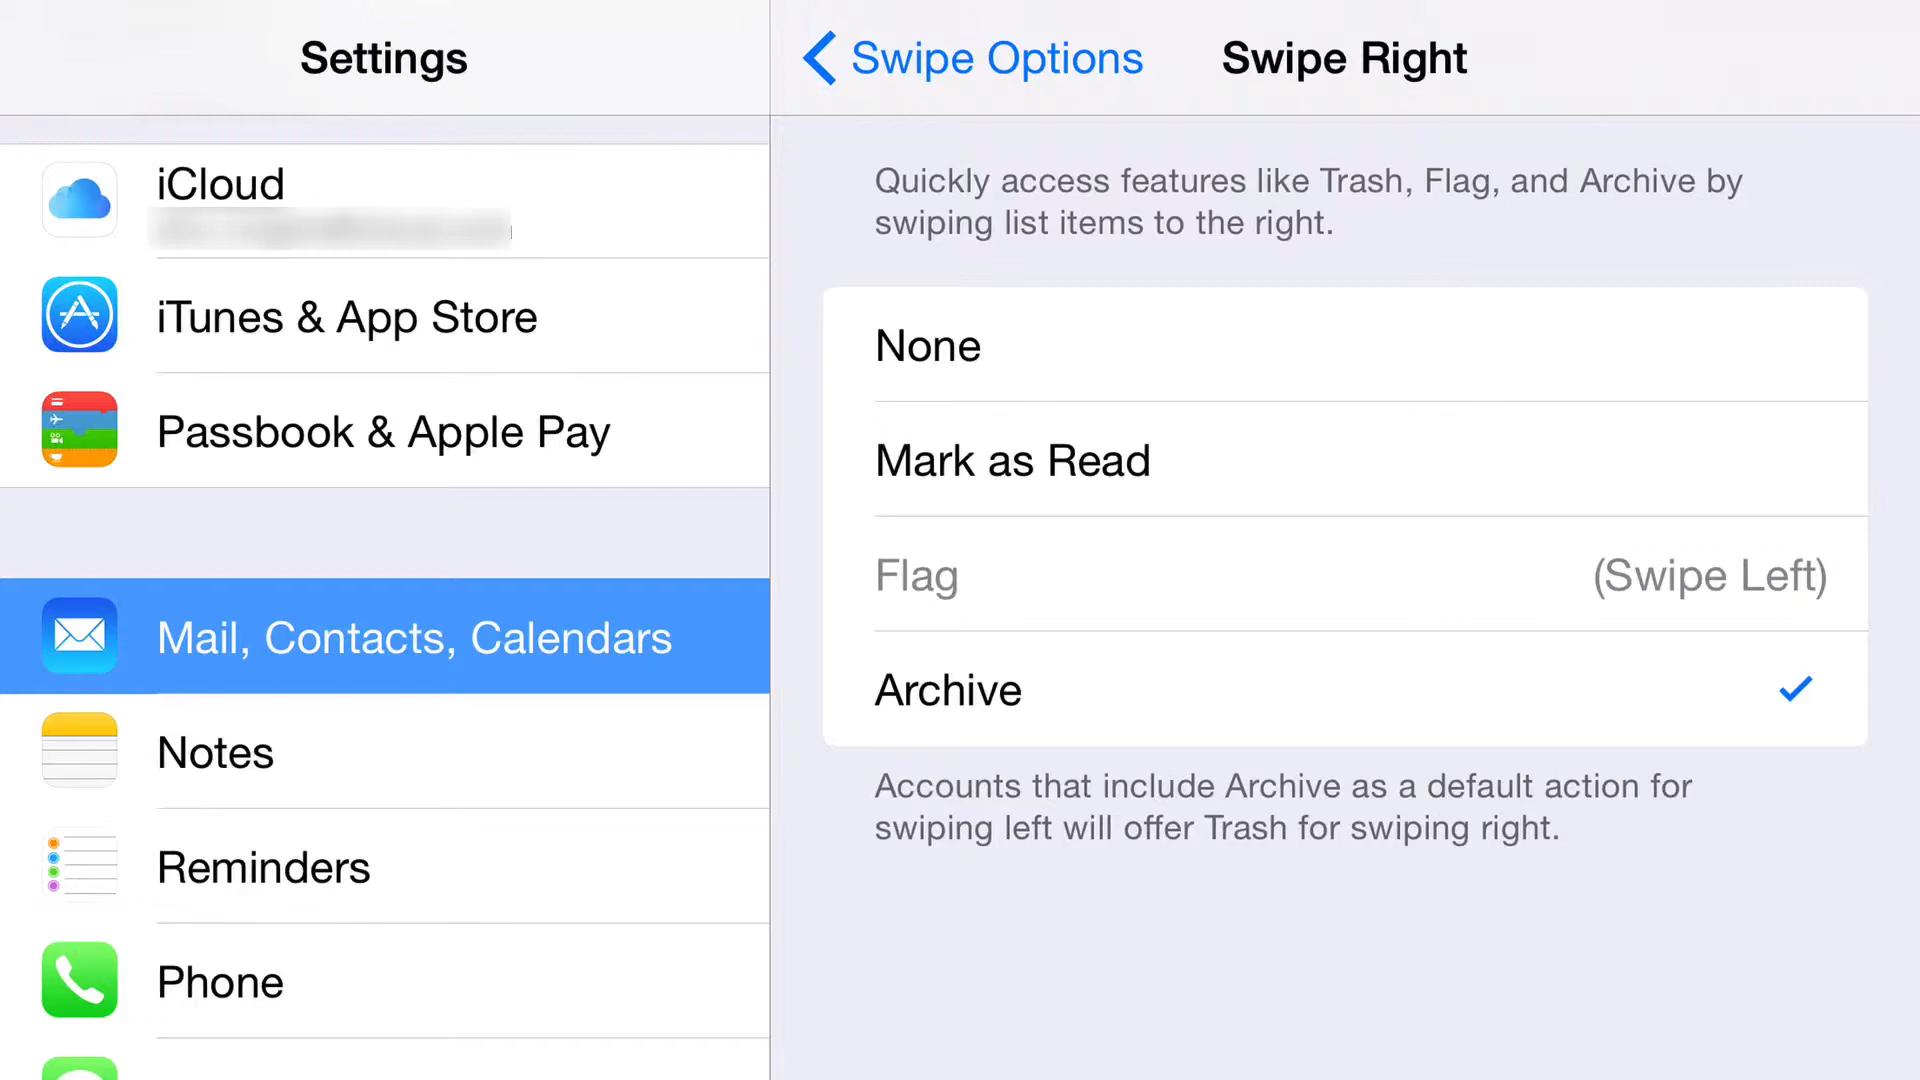 Settings
iCloud
iTunes & App Store
Passbook & Apple Pay
Mail, Contacts, Calendars
Notes
Reminders
Phone
Swipe Options
Swipe Right
Quickly access features like Trash, Flag, and Archive by
swiping list items to the right.
None
Mark as Read
Flag (Swipe Left)
Archive
Accounts that include Archive as a default action for
swiping left will offer Trash for swiping right.